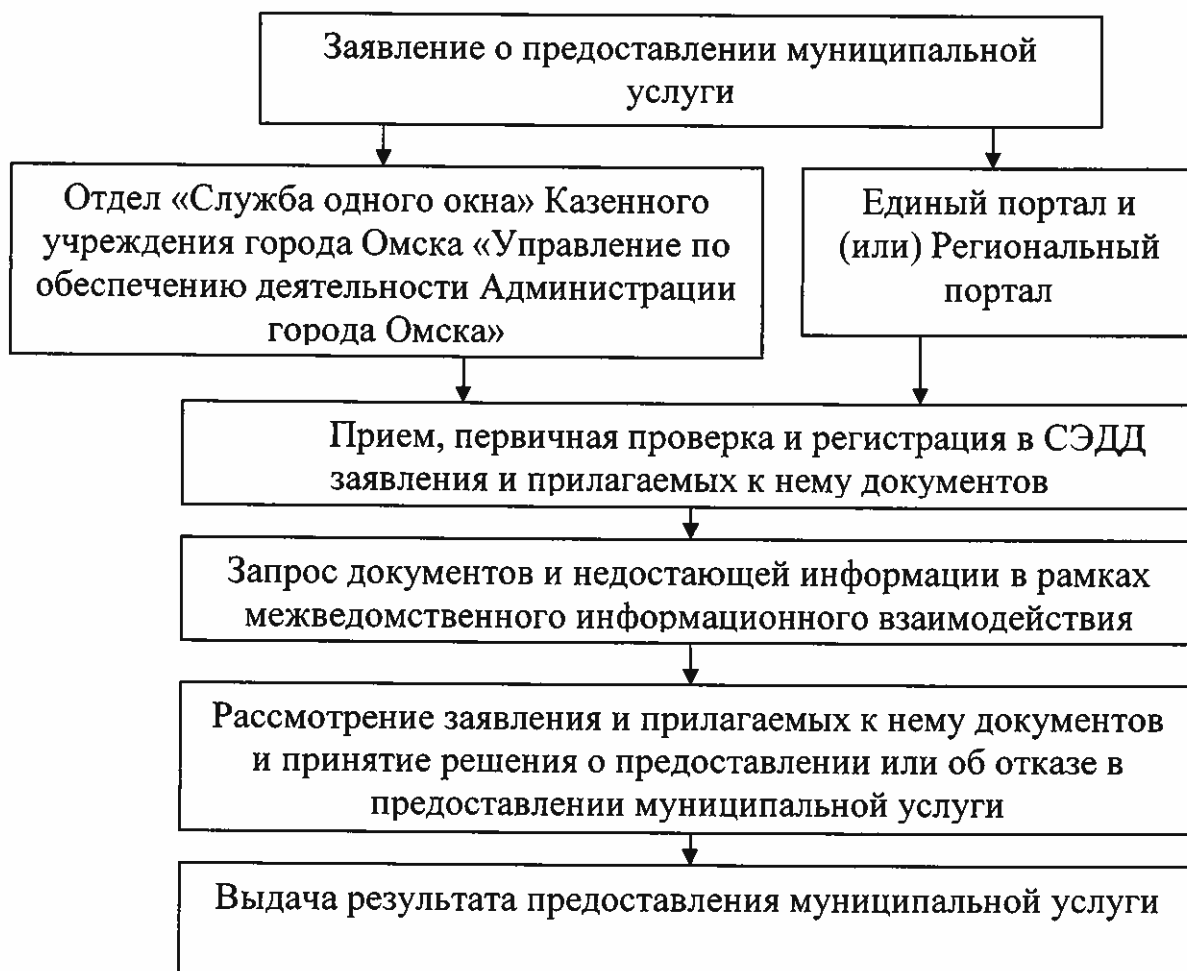 Заявление о предоставлении муниципальной
услуги
Отдел «Служба одного окна» Казенного
учреждения города Омска «Управление по
обеспечению деятельности Администрации
города Омска»
Единый портал и
(или) Региональный
портал
Прием, первичная проверка и регистрация в СЭДД
заявления и прилагаемых к нему документов
Запрос документов и недостающей информации в рамках
межведомственного информационного взаимодействия
Рассмотрение заявления и прилагаемых к нему документов
и принятие решения о предоставлении или об отказе в
предоставлении муниципальной услуги
Выдача результата предоставления муниципальной услуги